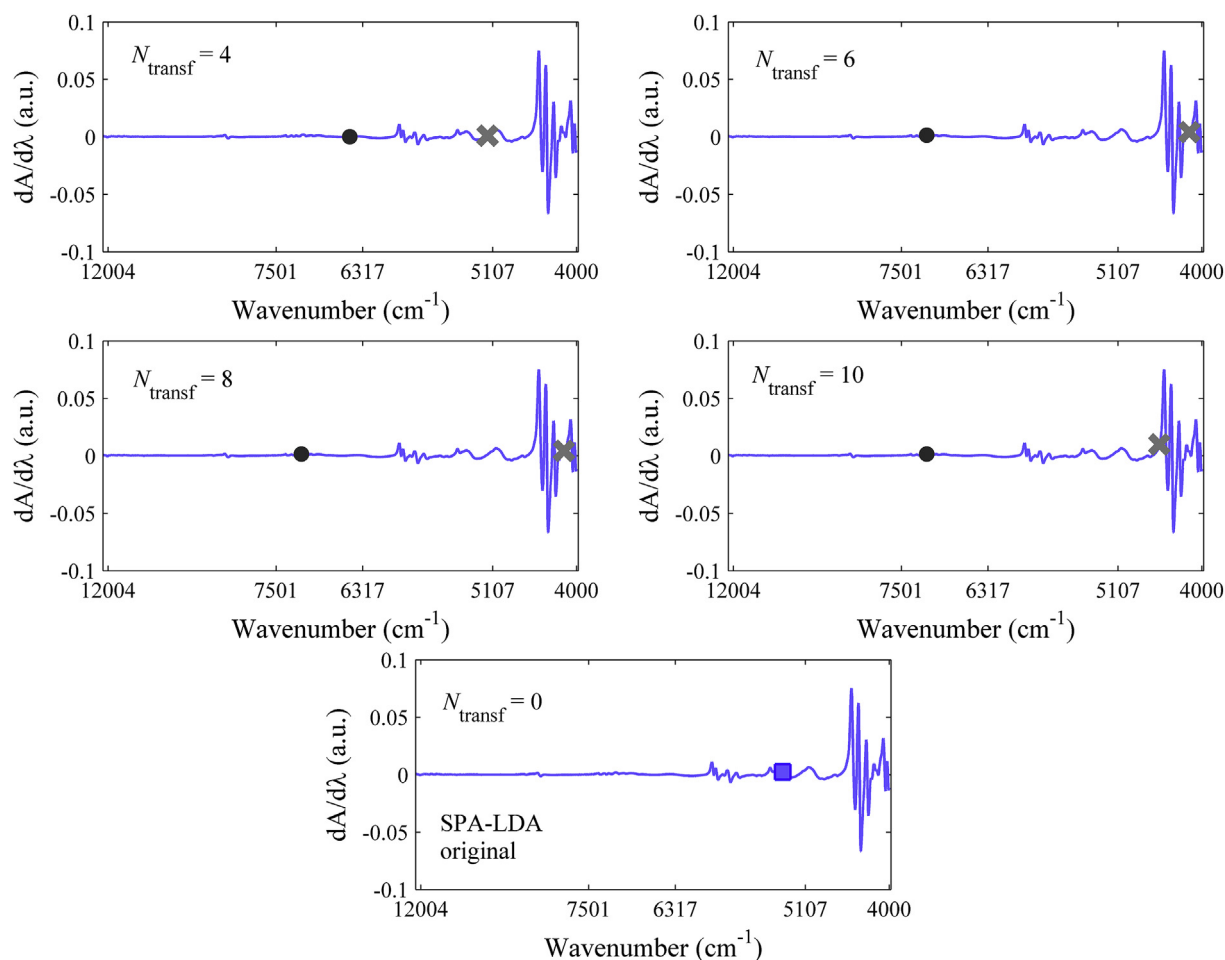 0.1
0.05
0
-0.05
-0.1
dA/dλ (a.u.)
N_transf = 4
12004 7501 6317 5107 4000
Wavenumber (cm⁻¹)
0.1
0.05
0
-0.05
-0.1
dA/dλ (a.u.)
N_transf = 6
12004 7501 6317 5107 4000
Wavenumber (cm⁻¹)
0.1
0.05
0
-0.05
-0.1
dA/dλ (a.u.)
N_transf = 8
12004 7501 6317 5107 4000
Wavenumber (cm⁻¹)
0.1
0.05
0
-0.05
-0.1
dA/dλ (a.u.)
N_transf = 10
12004 7501 6317 5107 4000
Wavenumber (cm⁻¹)
0.1
0.05
0
-0.05
-0.1
dA/dλ (a.u.)
N_transf = 0
SPA-LDA
original
12004 7501 6317 5107 4000
Wavenumber (cm⁻¹)